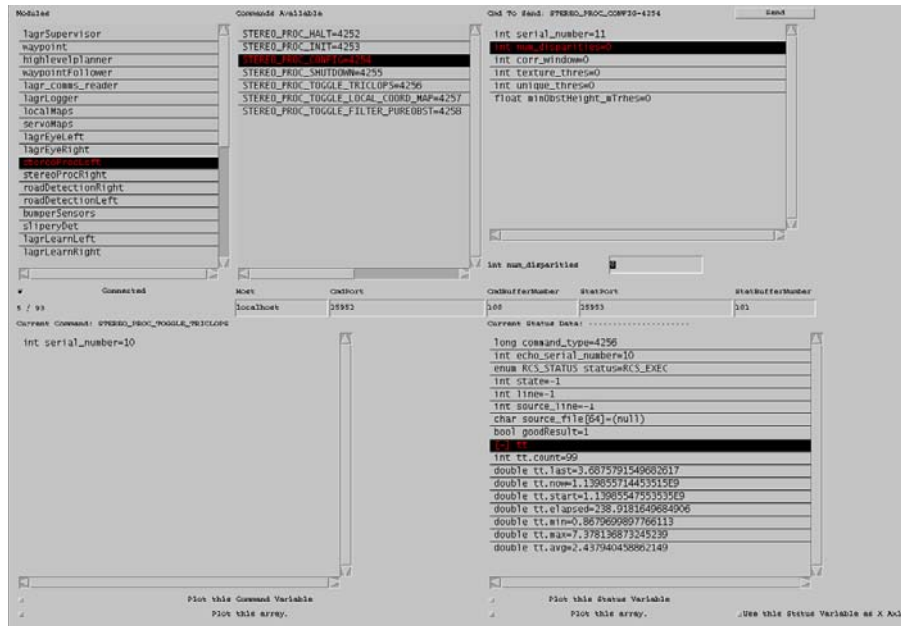 Modules
lagrSupervisor
waypoint
highlevelplanner
waypointFollower
lagr_comms_reader
lagrLogger
localMaps
servoMaps
lagrEyeLeft
lagrEyeRight
stereoProcLeft
stereoProcRight
roadDetectionRight
roadDetectionLeft
bumperSensors
sliperyDet
lagrLearnLeft
lagrLearnRight
Commands Available
STEREO_PROC_HALT=4252
STEREO_PROC_INIT=4253
STEREO_PROC_CONFIG=4254
STEREO_PROC_SHUTDOWN=4255
STEREO_PROC_TOGGLE_TRICLOPS=4256
STEREO_PROC_TOGGLE_LOCAL_COORD_MAP=4257
STEREO_PROC_TOGGLE_FILTER_PUREOBST=4258
Cmd To Send: STEREO_PROC_CONFIG=4254
Send
int serial_number=11
int num_disparities=0
int corr_window=0
int texture_thres=0
int unique_thres=0
float minObstHeight_mTrhes=0
int num_disparities
Connected
5 / 93
Host
localhost
CmdPort
25953
CmdBufferNumber
100
StatPort
25953
StatBufferNumber
101
Current Command: STEREO_PROC_TOGGLE_TRICLOPS
int serial_number=10
Current Status Data: ---------------------
long command_type=4256
int echo_serial_number=10
enum RCS_STATUS status=RCS_EXEC
int state=-1
int line=-1
int source_line=-1
char source_file[64]=(null)
bool goodResult=1
[-] tt
int tt.count=99
double tt.last=3.6875791549682617
double tt.now=1.139855714453515E9
double tt.start=1.13985547553535E9
double tt.elapsed=238.9181649684906
double tt.min=0.8679699897766113
double tt.max=7.378136873245239
double tt.avg=2.437940458862149
Plot this Command Variable
Plot this array.
Plot this Status Variable
Plot this array.
Use this Status Variable as X Axi